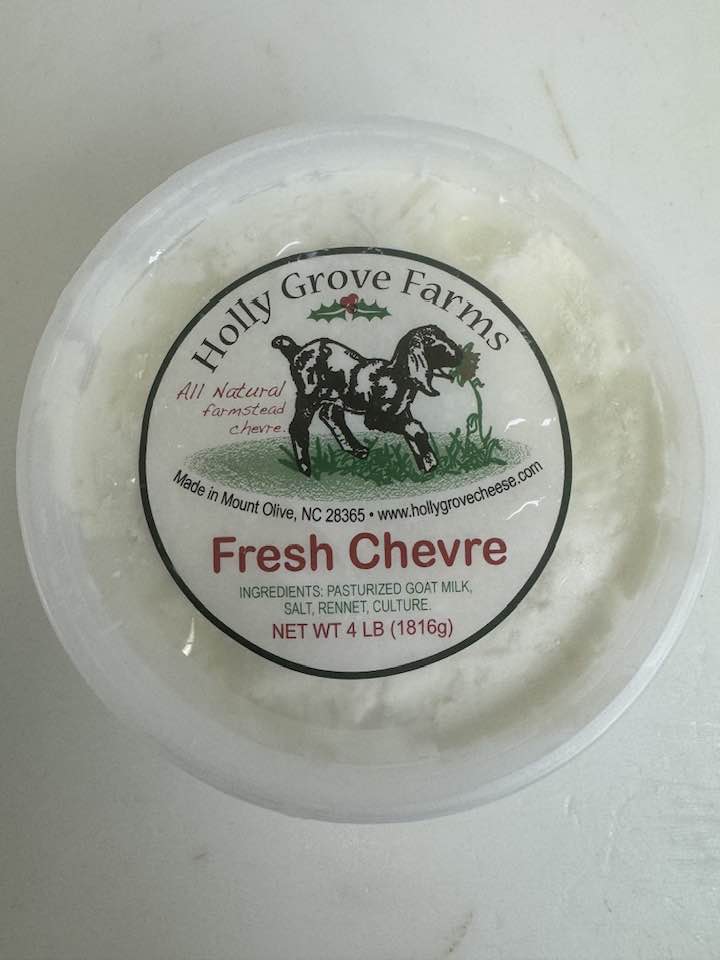 Holly Grove Farms
All Natural
farmstead
chevre.
Made in Mount Olive, NC 28365 • www.hollygrovecheese.com
Fresh Chevre
INGREDIENTS: PASTURIZED GOAT MILK,
SALT, RENNET, CULTURE.
NET WT 4 LB (1816g)